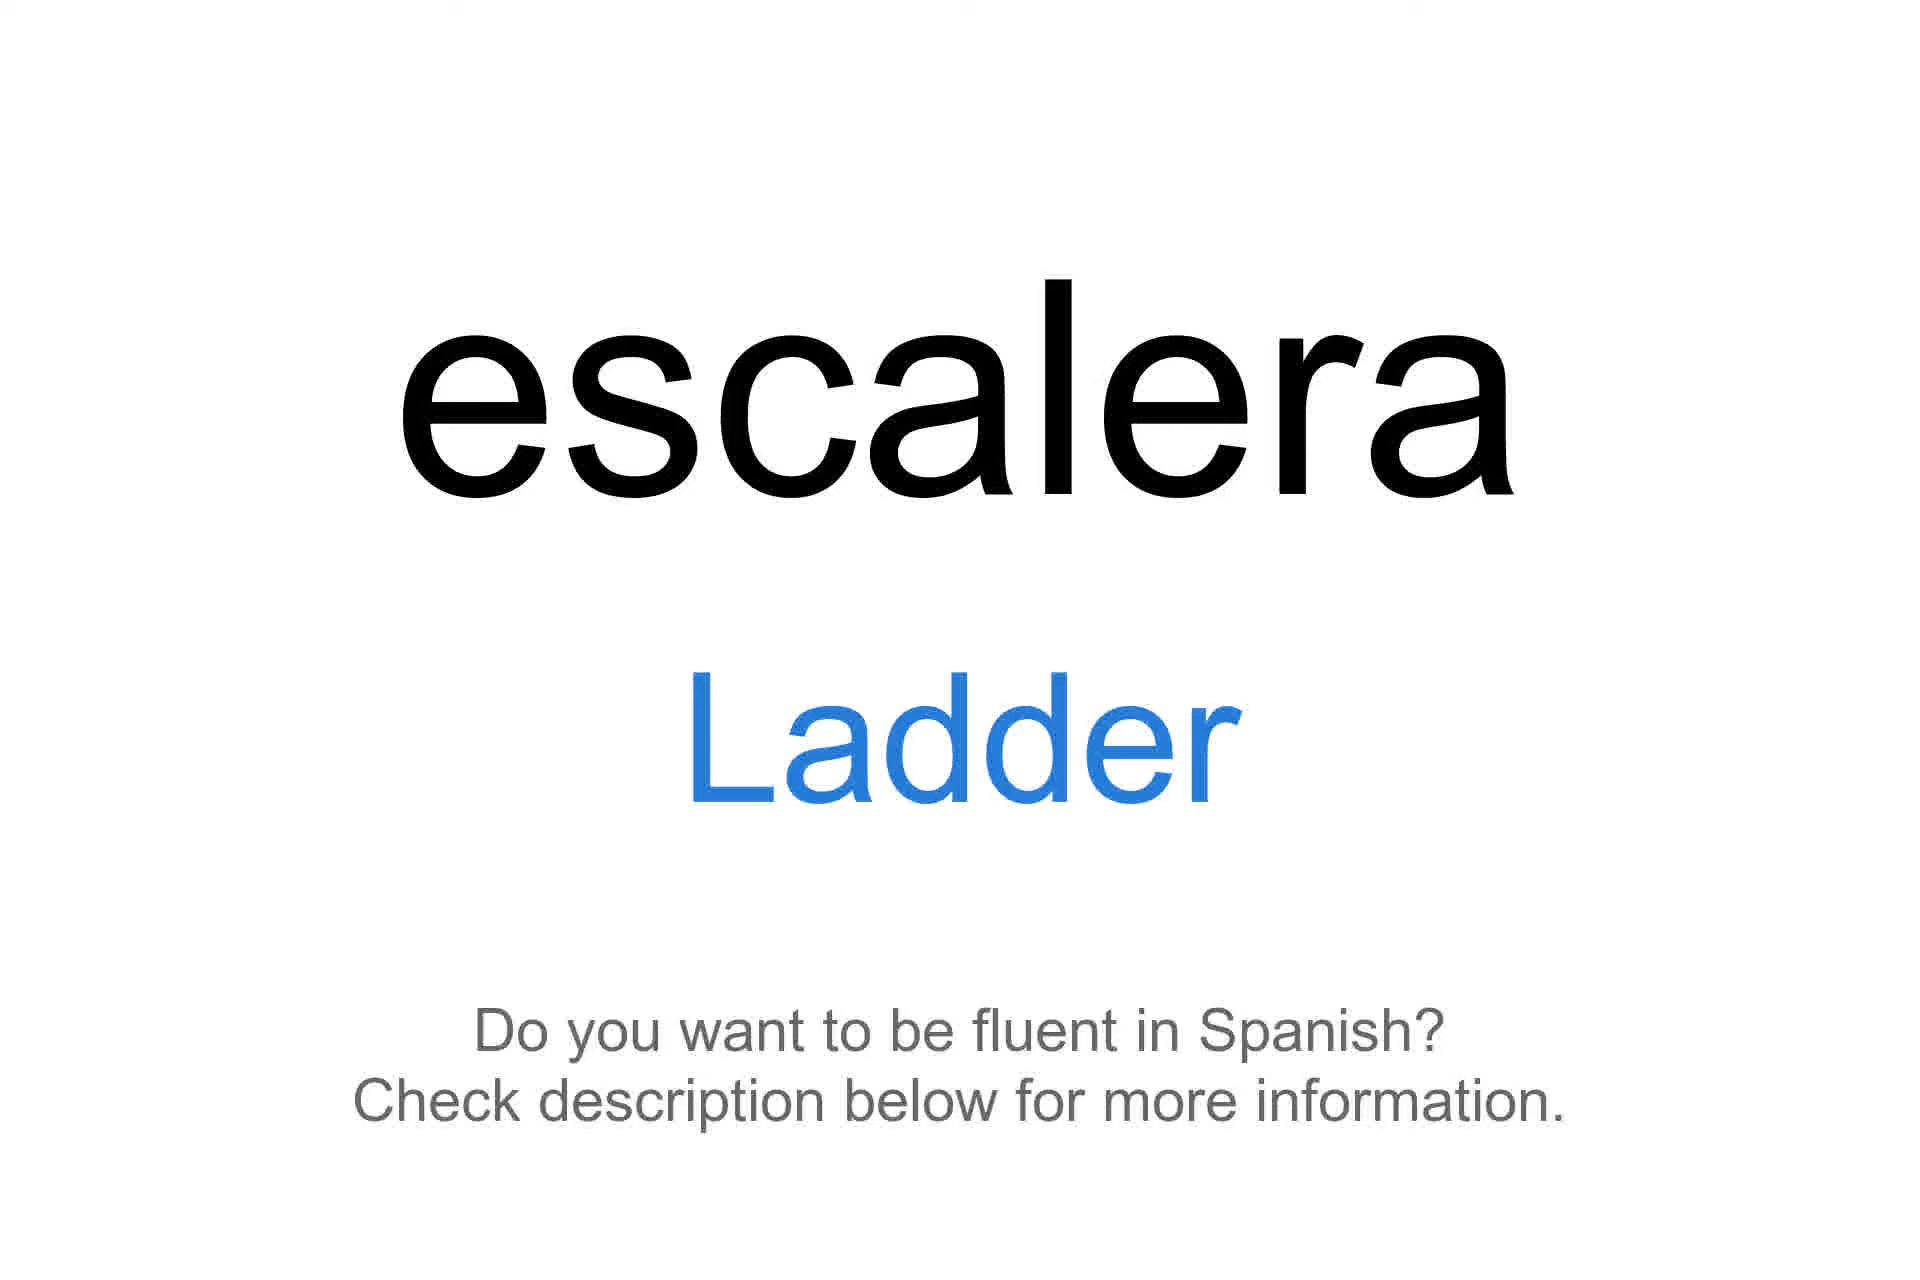 escalera
Ladder
Do you want to be fluent in Spanish?
Check description below for more information.